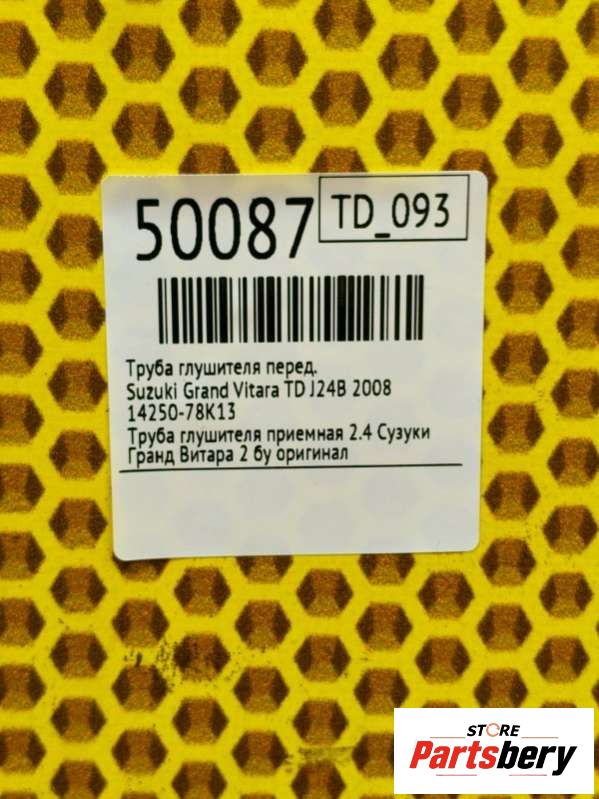 50087
TD_093
Труба глушителя перед.
Suzuki Grand Vitara TD J24B 2008
14250-78K13
Труба глушителя приемная 2.4 Сузуки
Гранд Витара 2 бу оригинал
STORE
Partsbery